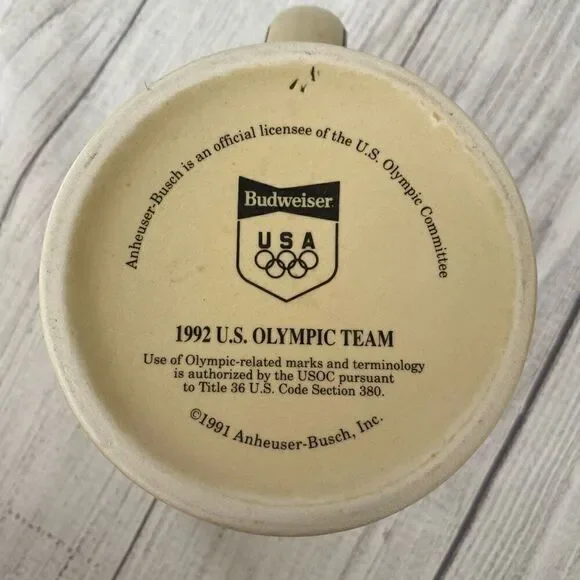 Anheuser-Busch is an official licensee of the U.S. Olympic Committee
Budweiser
USA
1992 U.S. OLYMPIC TEAM
Use of Olympic-related marks and terminology
is authorized by the USOC pursuant
to Title 36 U.S. Code Section 380.
©1991 Anheuser-Busch, Inc.